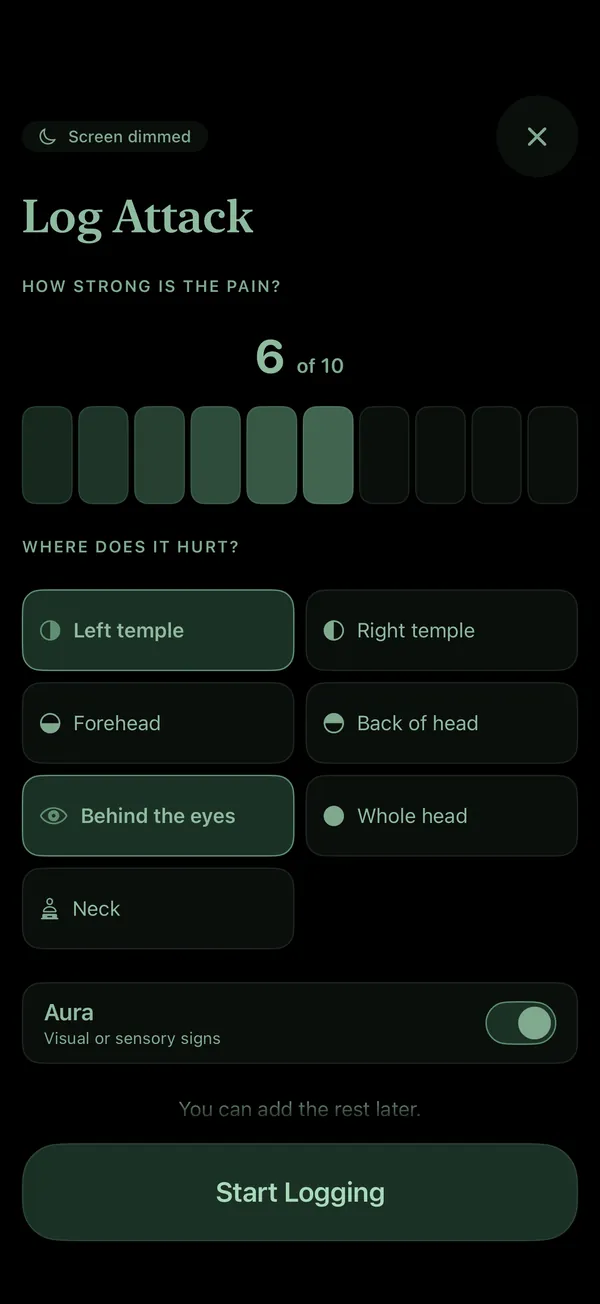 Screen dimmed
Log Attack
HOW STRONG IS THE PAIN?
6 of 10
WHERE DOES IT HURT?
Left temple
Right temple
Forehead
Back of head
Behind the eyes
Whole head
Neck
Aura
Visual or sensory signs
You can add the rest later.
Start Logging